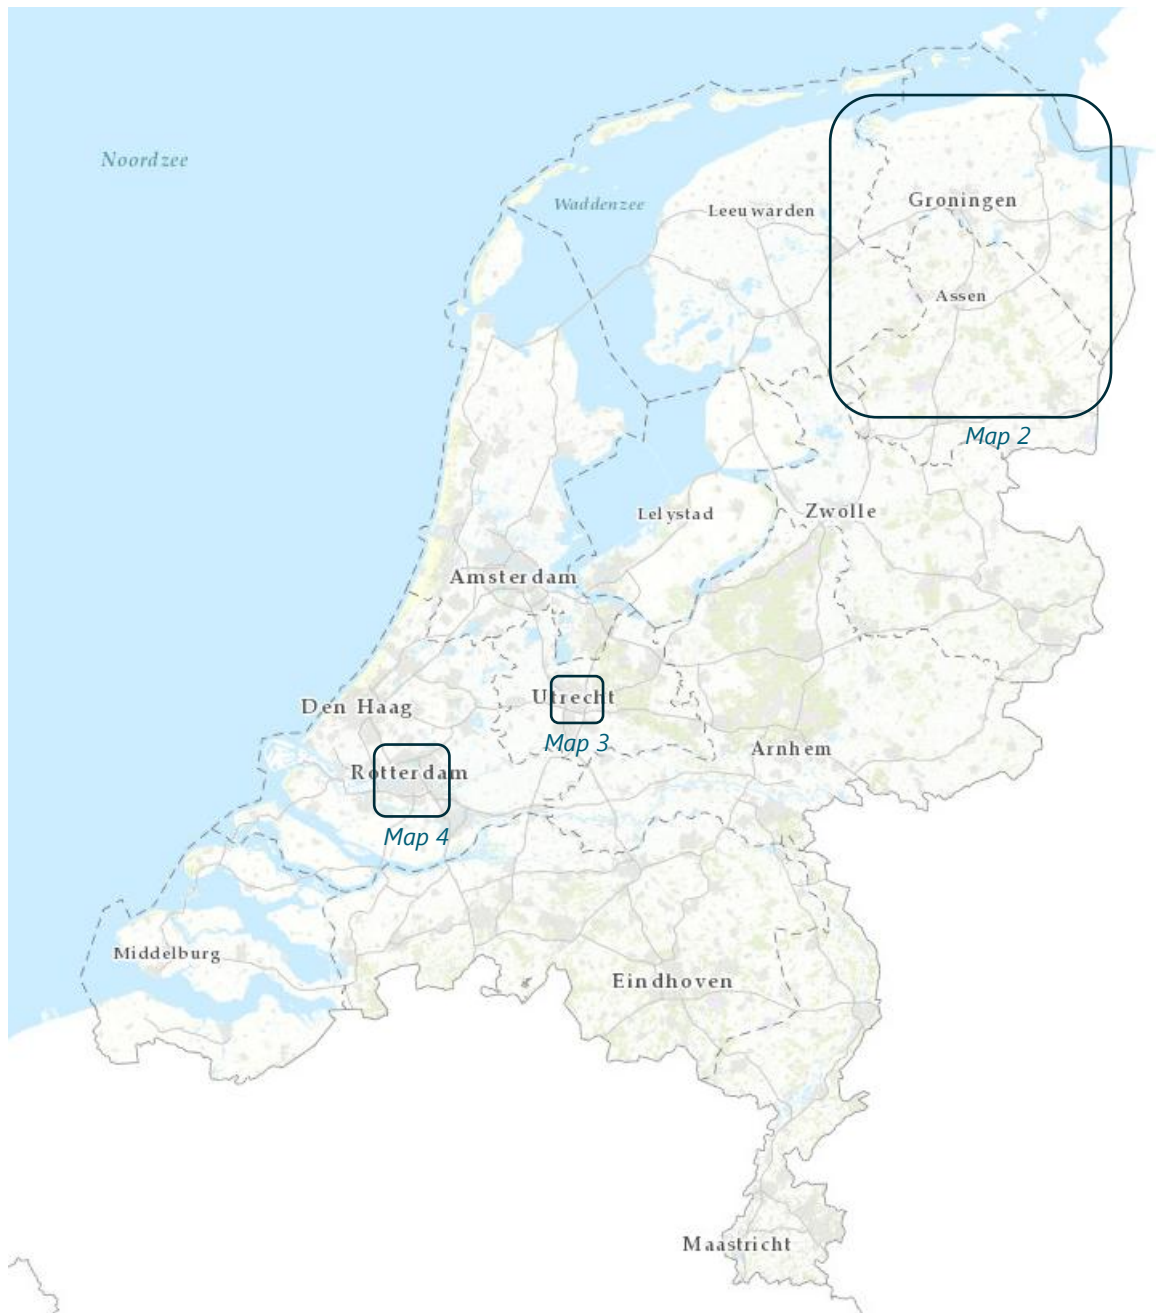 Noordzee
Waddenzee
Leeuwarden
Groningen
Assen
Map 2
Lelystad
Zwolle
Amsterdam
Utrecht
Map 3
Den Haag
Arnhem
Rotterdam
Map 4
Middelburg
Eindhoven
Maastricht